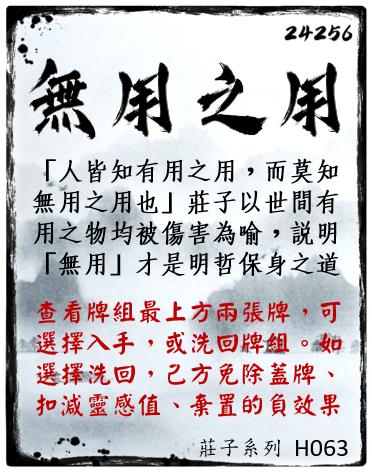 24256
無用之用
「人皆知有用之用，而莫知
無用之用也」莊子以世間有
用之物均被傷害為喻，說明
「無用」才是明哲保身之道
查看牌組最上方兩張牌，可
選擇入手，或洗回牌組。如
選擇洗回，己方免除蓋牌、
扣減靈感值、棄置的負效果
莊子系列 H063